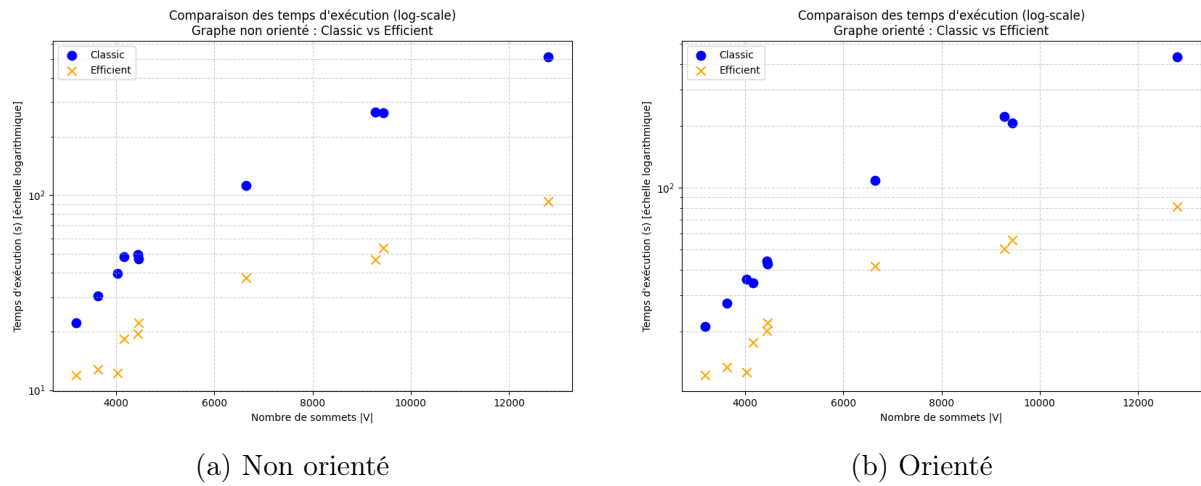 Comparaison des temps d'exécution (log-scale)
Graphe non orienté : Classic vs Efficient
Classic
Efficient
Temps d'exécution (s) [échelle logarithmique]
10²
10¹
4000 6000 8000 10000 12000
Nombre de sommets |V|
(a) Non orienté
Comparaison des temps d'exécution (log-scale)
Graphe orienté : Classic vs Efficient
Classic
Efficient
Temps d'exécution (s) [échelle logarithmique]
10²
4000 6000 8000 10000 12000
Nombre de sommets |V|
(b) Orienté